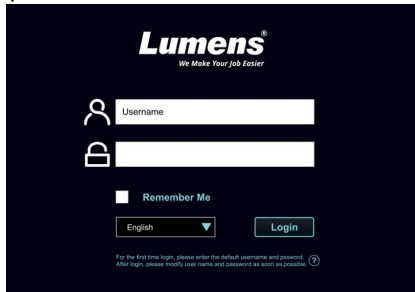 Lumens®
We Make Your Job Easier
Username
Remember Me
English
Login
For the first time login, please enter the default username and pssword.
After login, please modify user name and password as soon as possible.
?